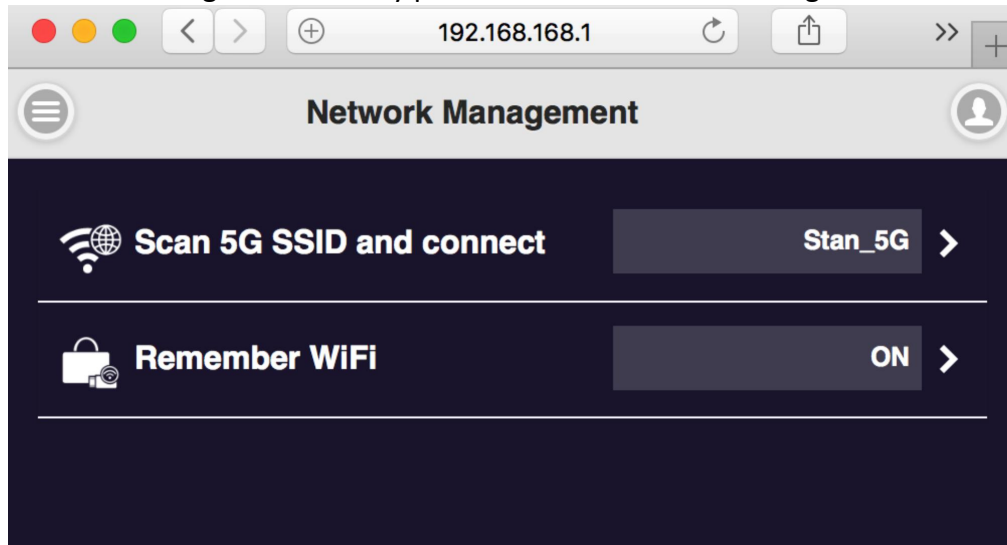 192.168.168.1
Network Management
Scan 5G SSID and connect Stan_5G
Remember WiFi ON